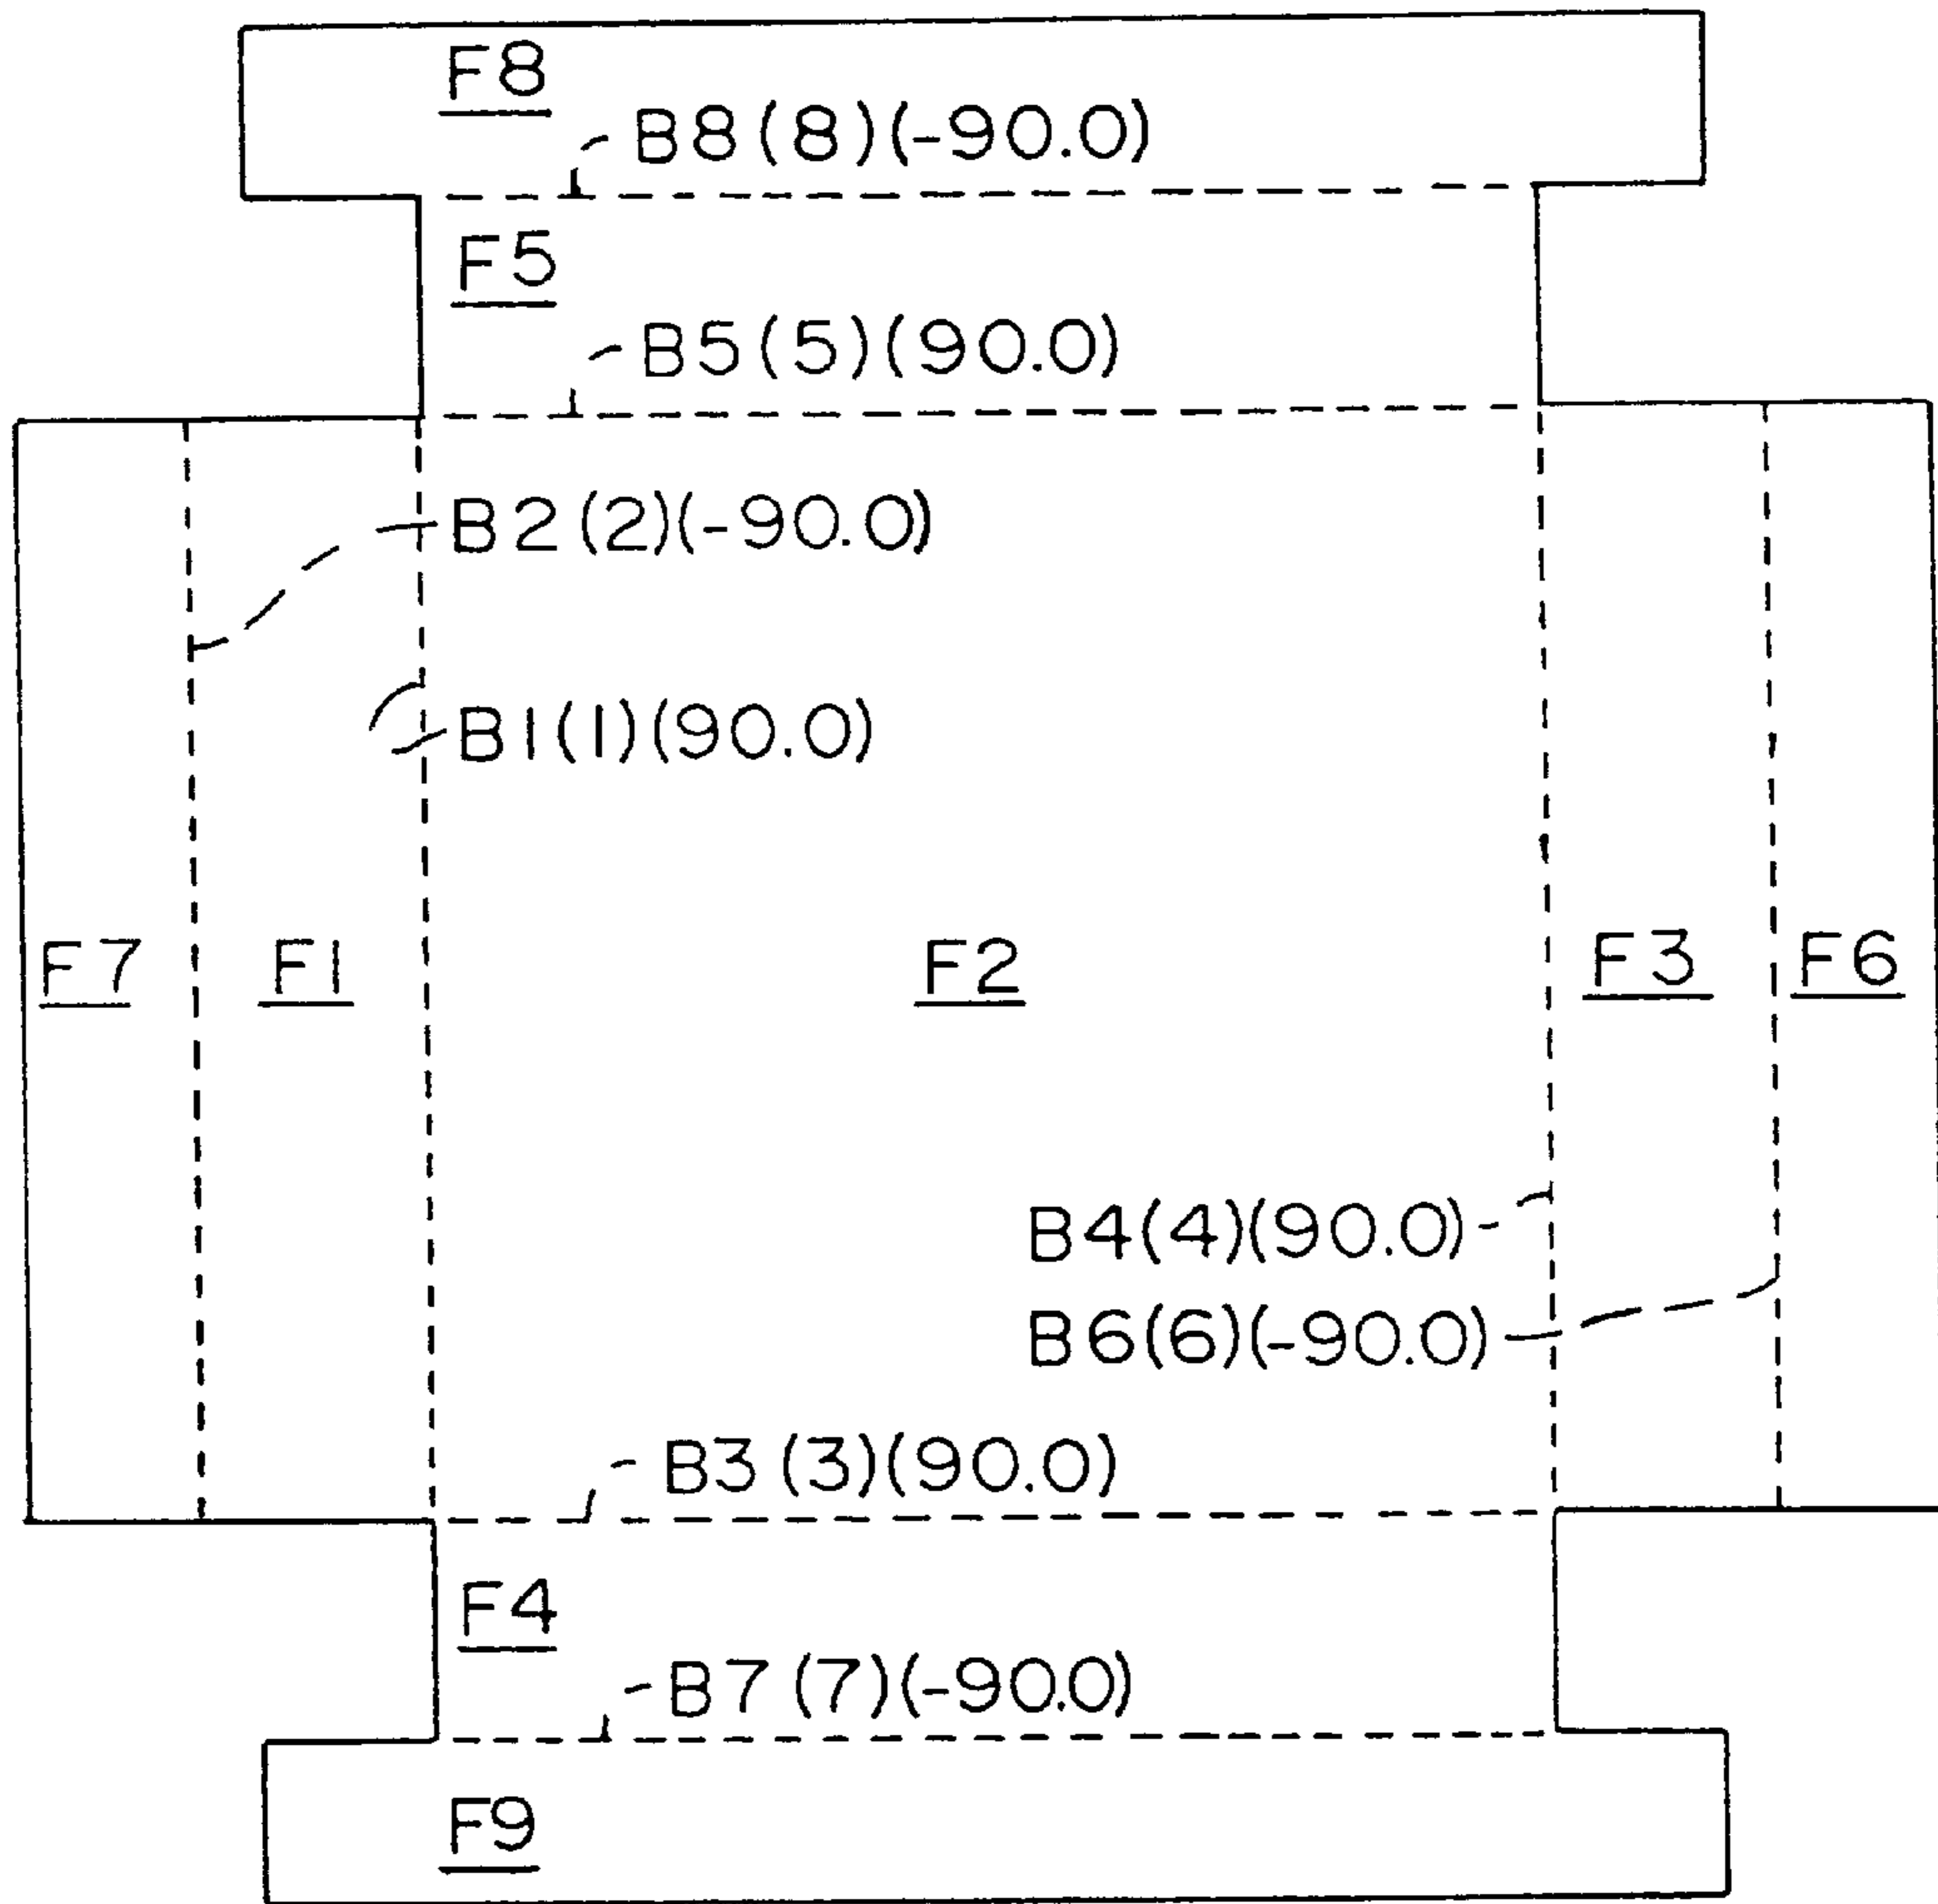 F8
B8(8)(-90.0)
F5
B5(5)(90.0)
B2(2)(-90.0)
B1(1)(90.0)
F7 F1 F2 F3 F6
B4(4)(90.0)
B6(6)(-90.0)
B3(3)(90.0)
F4
B7(7)(-90.0)
F9